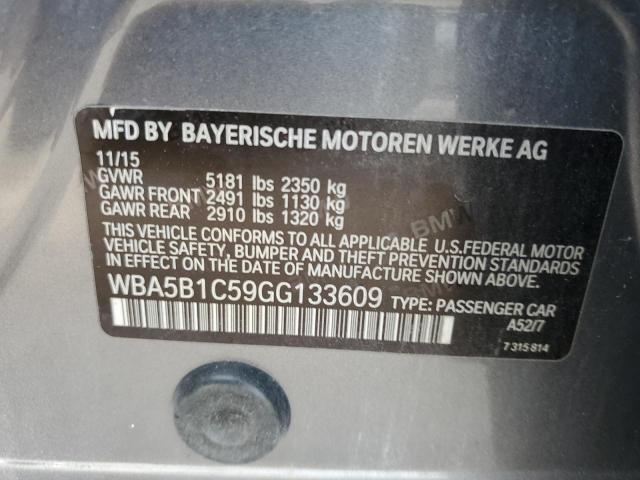 MFD BY BAYERISCHE MOTOREN WERKE AG
11/15
GVWR 5181 lbs 2350 kg
GAWR FRONT 2491 lbs 1130 kg
GAWR REAR 2910 lbs 1320 kg
THIS VEHICLE CONFORMS TO ALL APPLICABLE U.S.FEDERAL MOTOR
VEHICLE SAFETY, BUMPER AND THEFT PREVENTION STANDARDS
IN EFFECT ON THE DATE OF MANUFACTURE SHOWN ABOVE.
WBA5B1C59GG133609 TYPE: PASSENGER CAR
A52/7
7 315 814
BMW